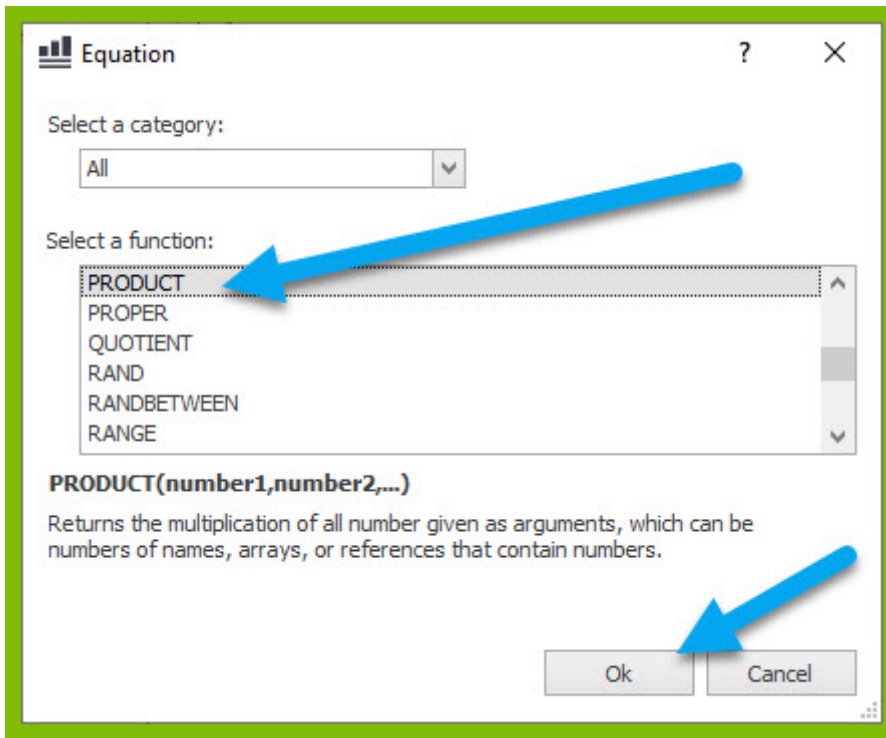 Equation ?
Select a category:
All
Select a function:
PRODUCT
PROPER
QUOTIENT
RAND
RANDBETWEEN
RANGE
PRODUCT(number1,number2,...)
Returns the multiplication of all number given as arguments, which can be
numbers of names, arrays, or references that contain numbers.
Ok Cancel